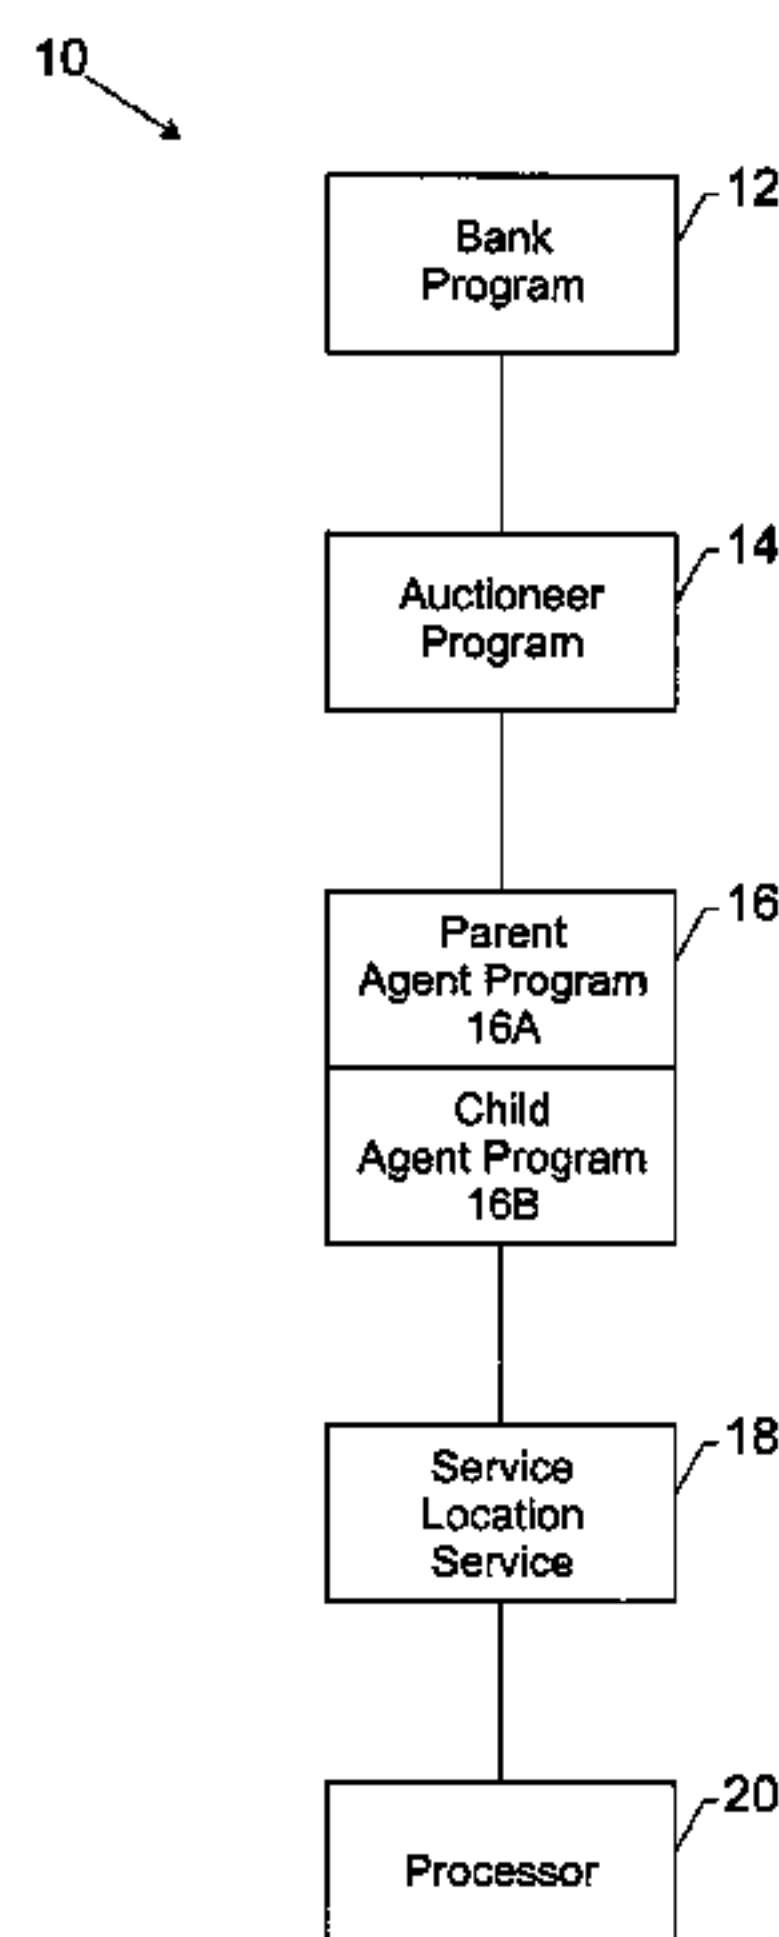 10
12
Bank
Program
14
Auctioneer
Program
16
Parent
Agent Program
16A
Child
Agent Program
16B
18
Service
Location
Service
20
Processor